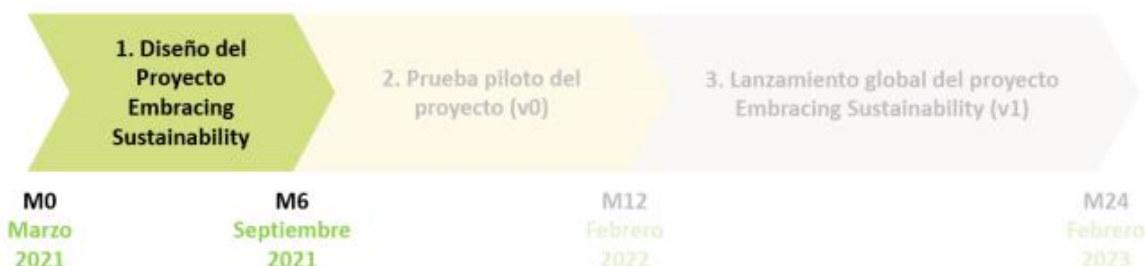 1. Diseño del
Proyecto
Embracing
Sustainability
2. Prueba piloto del
proyecto (v0)
3. Lanzamiento global del proyecto
Embracing Sustainability (v1)
M0
Marzo
2021
M6
Septiembre
2021
M12
Febrero
2022
M24
Febrero
2023